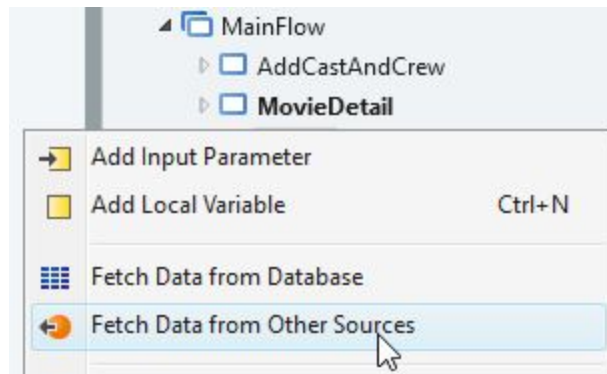 MainFlow
AddCastAndCrew
MovieDetail
Add Input Parameter
Add Local Variable Ctrl+N
Fetch Data from Database
Fetch Data from Other Sources